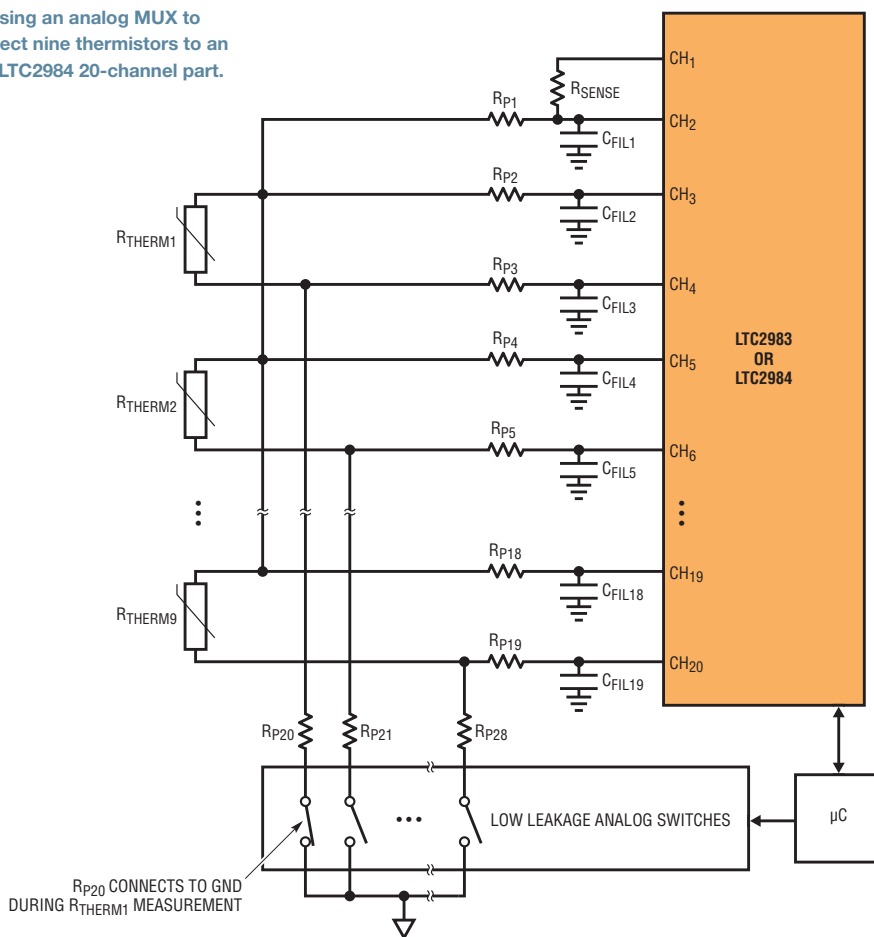 sing an analog MUX to
ect nine thermistors to an
LTC2984 20-channel part.
CH1
RSENSE
RP1
CH2
CFIL1
RP2
CH3
CFIL2
RTHERM1
RP3
CH4
CFIL3
LTC2983
OR
LTC2984
RP4
CH5
CFIL4
RTHERM2
RP5
CH6
CFIL5
RP18
CH19
CFIL18
RTHERM9
RP19
CH20
CFIL19
RP20
RP21
RP28
LOW LEAKAGE ANALOG SWITCHES
µC
RP20 CONNECTS TO GND
DURING RTHERM1 MEASUREMENT